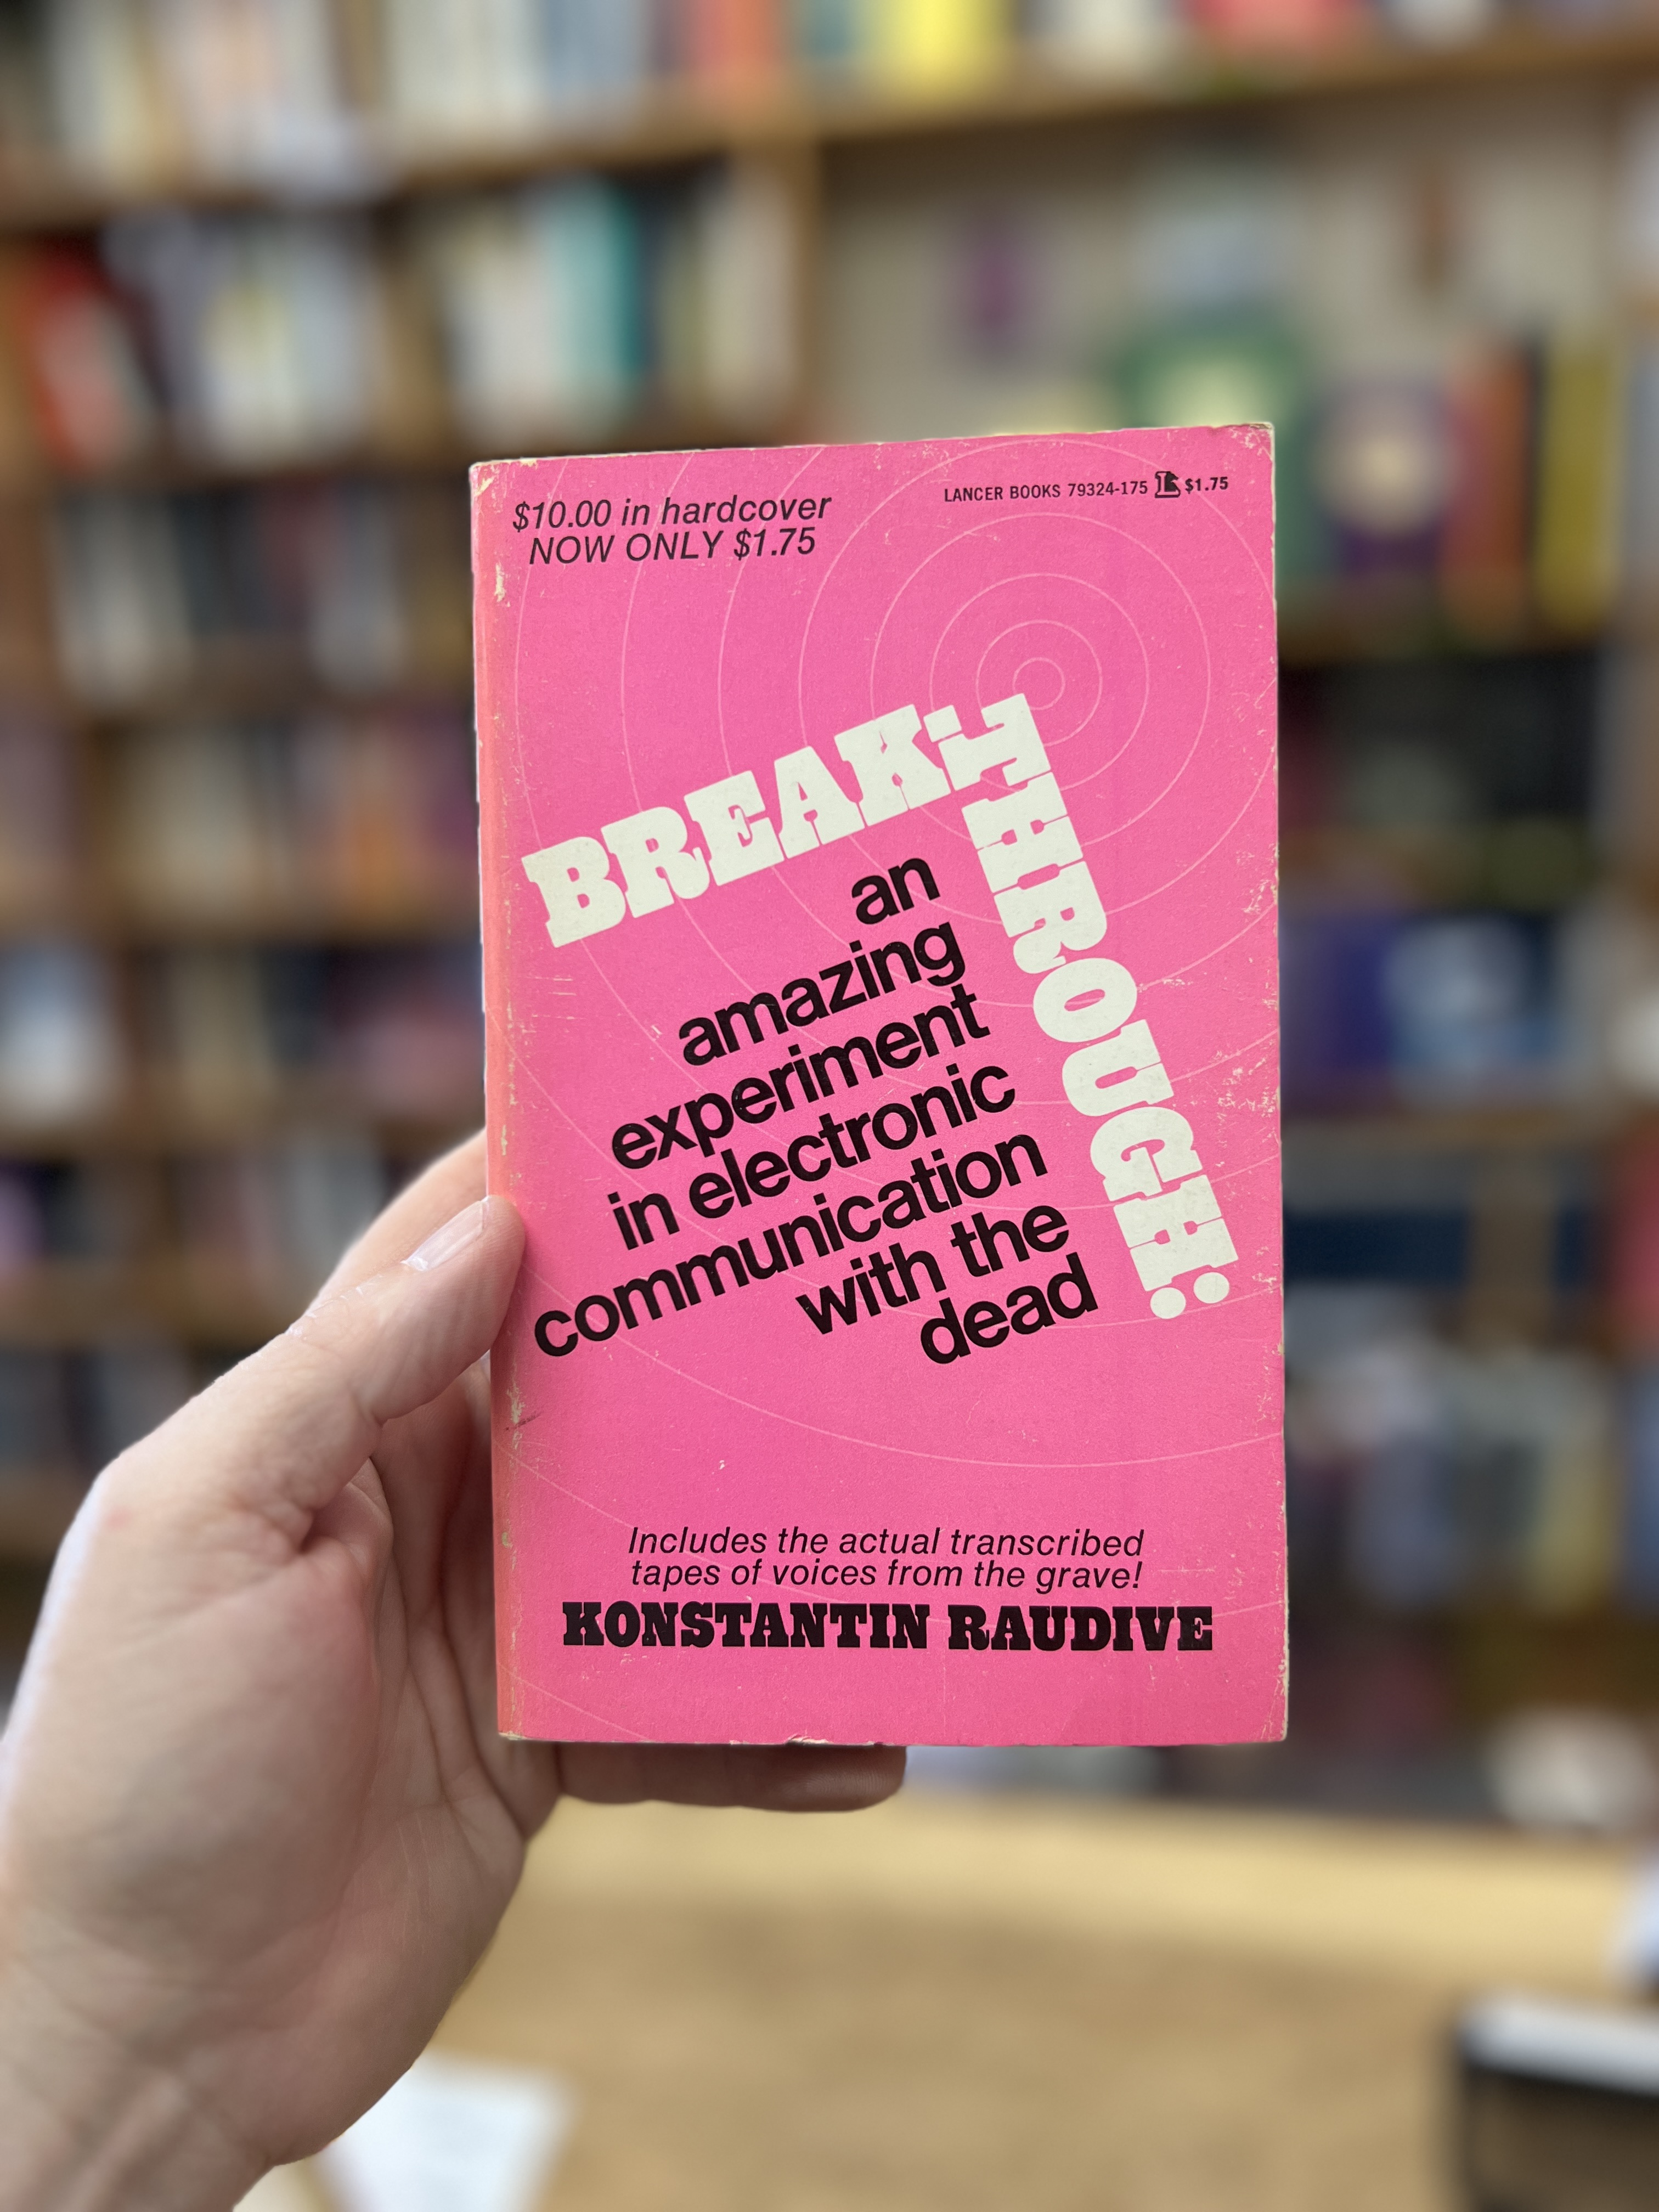 $10.00 in hardcover
NOW ONLY $1.75
LANCER BOOKS 79324-175 L $1.75
BREAK-
THROUGH:
an
amazing
experiment
in electronic
communication
with the
dead
Includes the actual transcribed
tapes of voices from the grave!
KONSTANTIN RAUDIVE